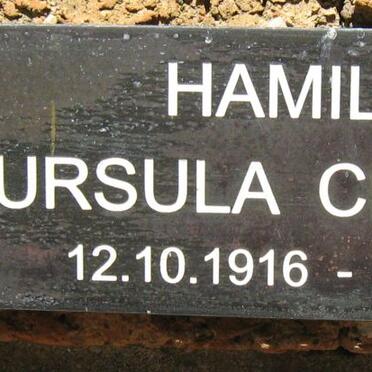 HAMIL
URSULA C
12.10.1916 -